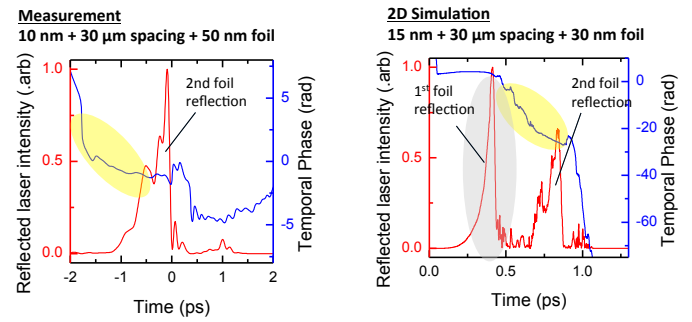 Measurement
10 nm + 30 µm spacing + 50 nm foil
Reflected laser intensity (.arb)
1.0
0.5
0.0
2nd foil
reflection
5
0
-5
Temporal Phase (rad)
-2
-1
0
1
2
Time (ps)
2D Simulation
15 nm + 30 µm spacing + 30 nm foil
Reflected laser intensity (.arb)
1.0
0.5
0.0
1st foil
reflection
2nd foil
reflection
0
-20
-40
-60
Temporal Phase (rad)
0.0
0.5
1.0
Time (ps)